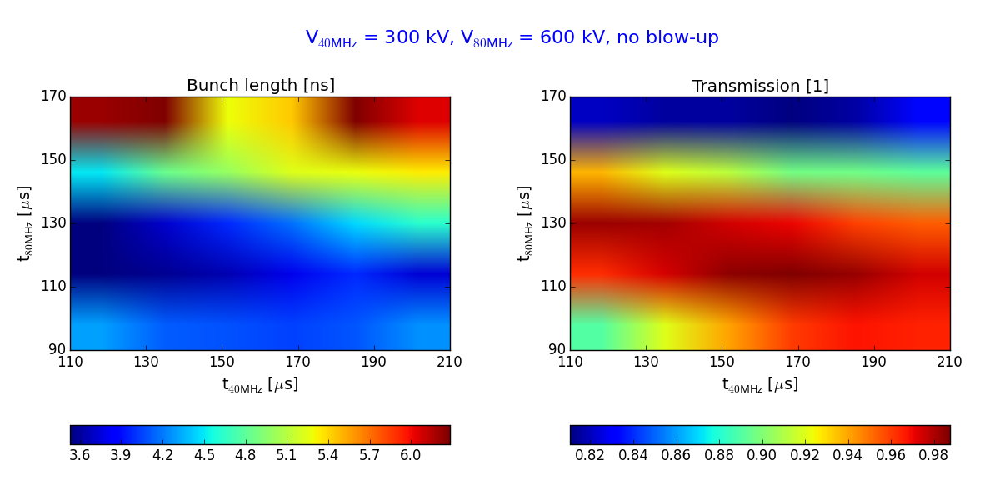 V40MHz = 300 kV, V80MHz = 600 kV, no blow-up
Bunch length [ns]
170
150
130
110
90
t80MHz [μs]
110 130 150 170 190 210
t40MHz [μs]
3.6 3.9 4.2 4.5 4.8 5.1 5.4 5.7 6.0
Transmission [1]
170
150
130
110
90
t80MHz [μs]
110 130 150 170 190 210
t40MHz [μs]
0.82 0.84 0.86 0.88 0.90 0.92 0.94 0.96 0.98